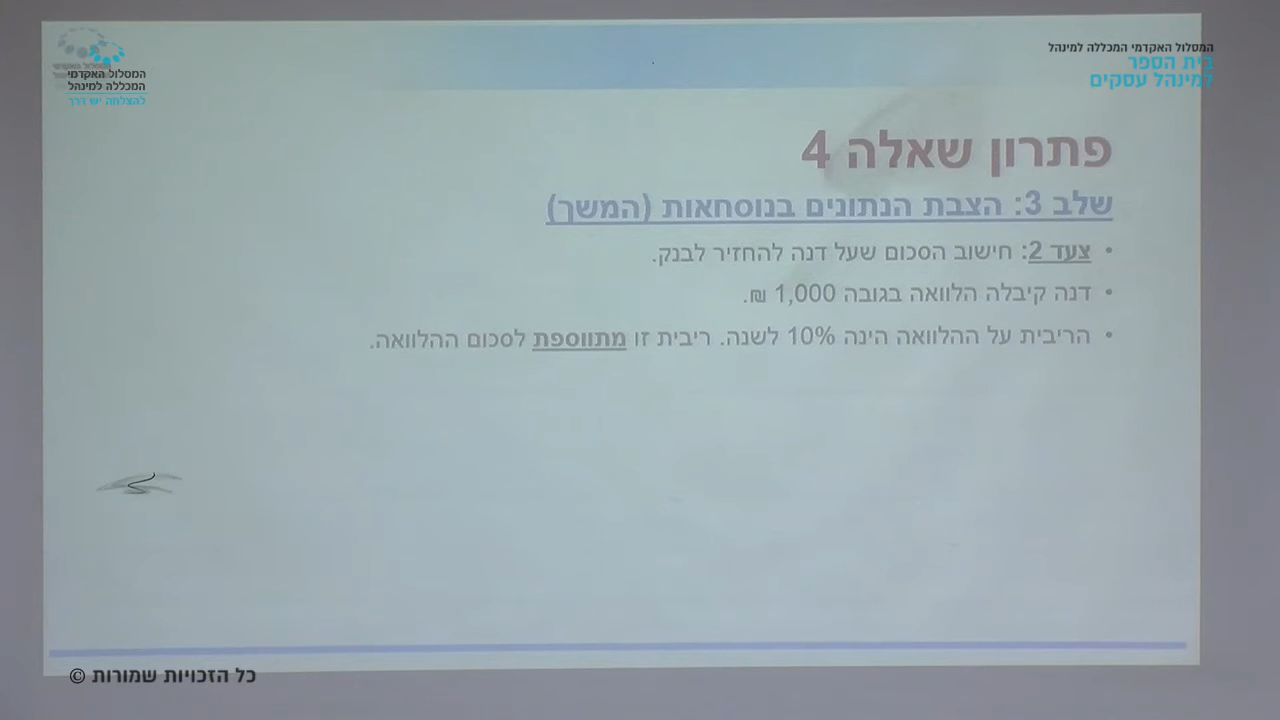 המסלול האקדמי המכללה למינהל
בית הספר
למינהל עסקים
המסלול האקדמי
המכללה למינהל
להצלחה יש דרך
פתרון שאלה 4
שלב 3: הצבת הנתונים בנוסחאות (המשך)
• צעד 2: חישוב הסכום שעל דנה להחזיר לבנק.
• דנה קיבלה הלוואה בגובה 1,000 ₪.
• הריבית על ההלוואה הינה 10% לשנה. ריבית זו מתווספת לסכום ההלוואה.
כל הזכויות שמורות ©